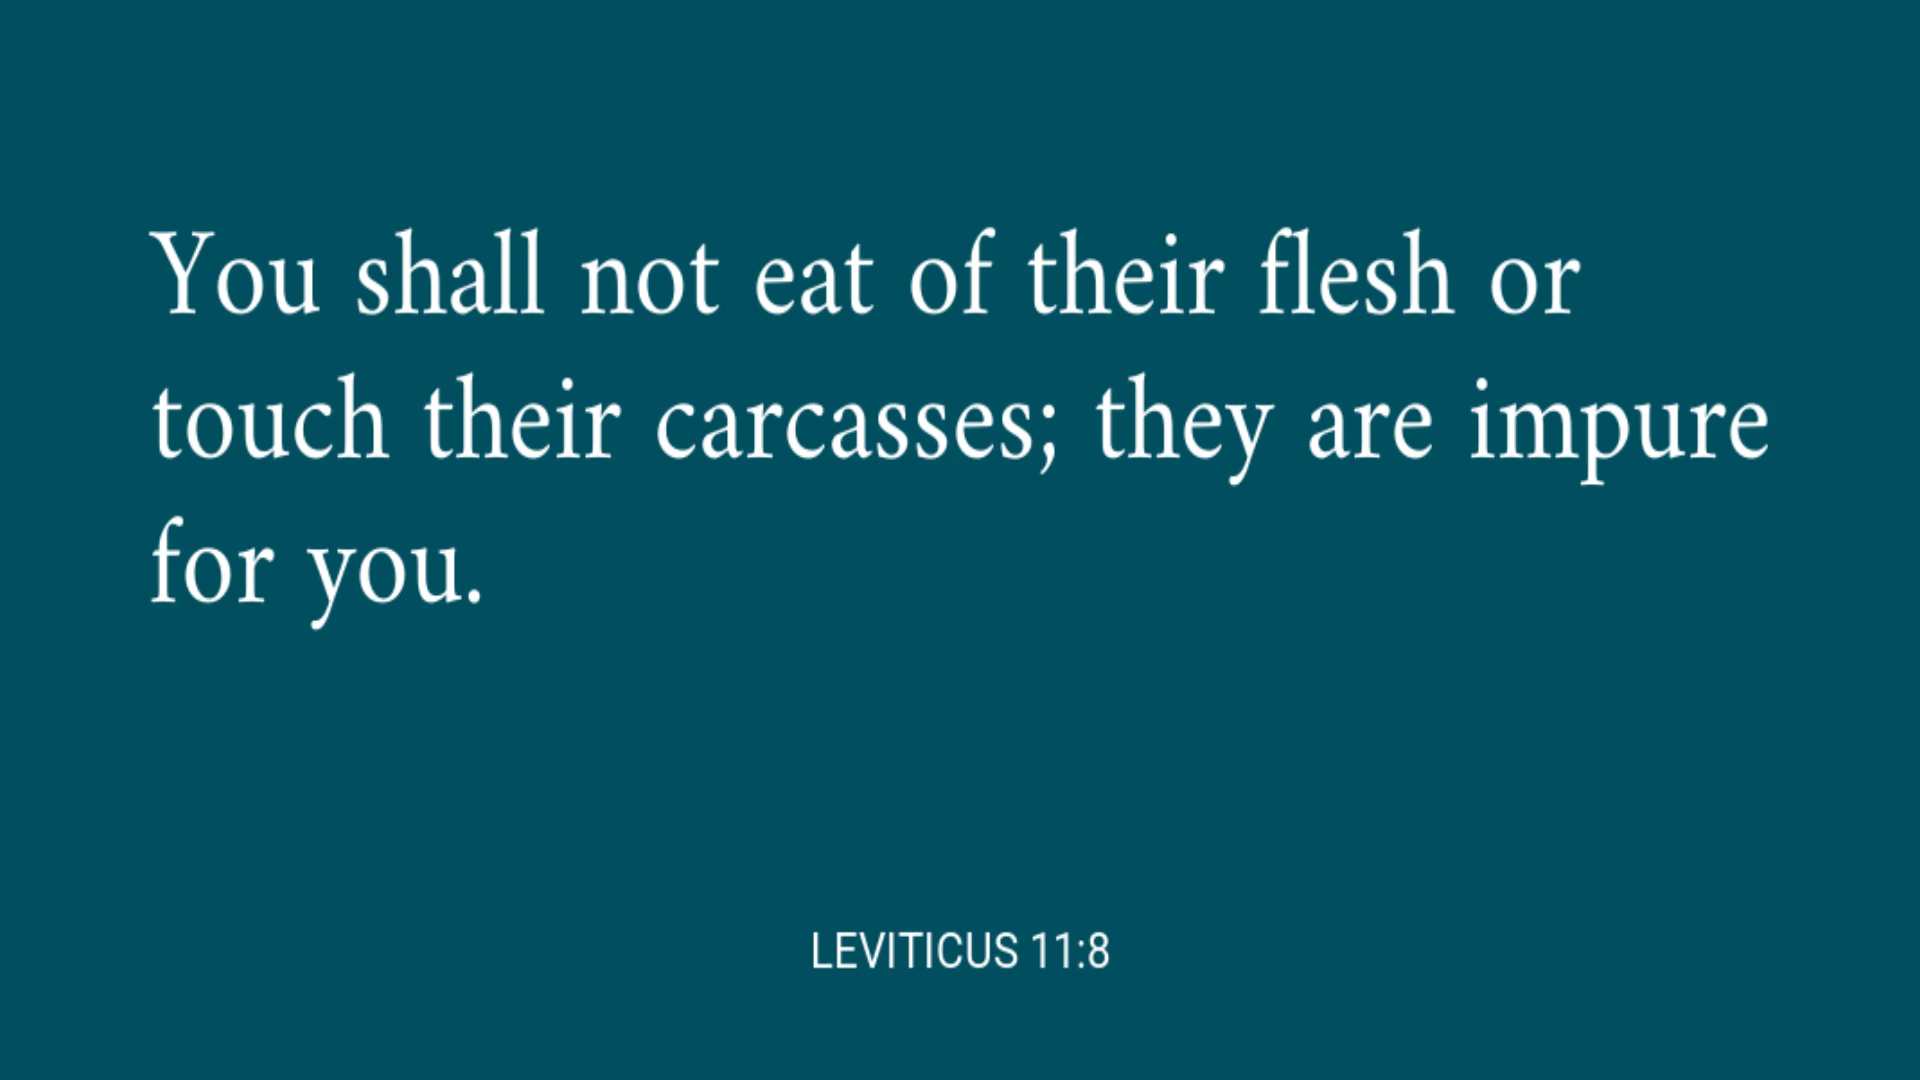 You shall not eat of their flesh or
touch their carcasses; they are impure
for you.
LEVITICUS 11:8